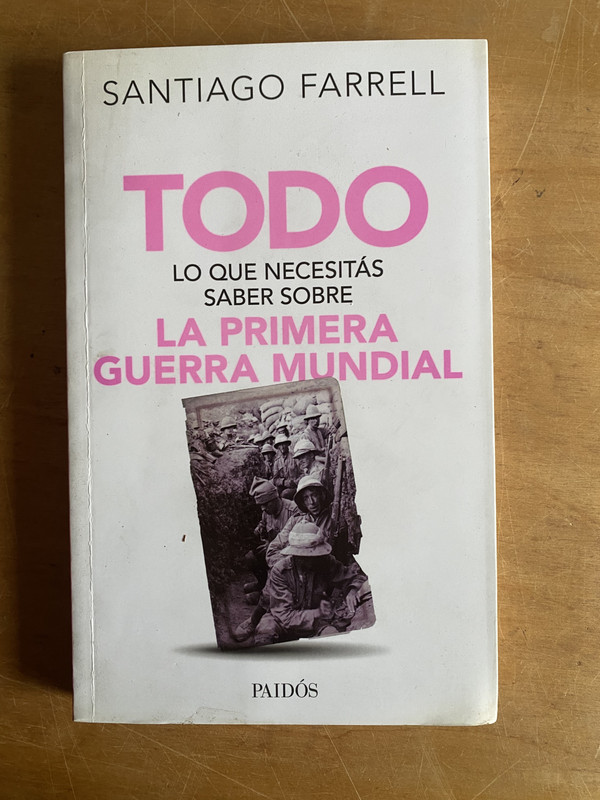 SANTIAGO FARRELL
TODO
LO QUE NECESITÁS
SABER SOBRE
LA PRIMERA
GUERRA MUNDIAL
PAIDÓS